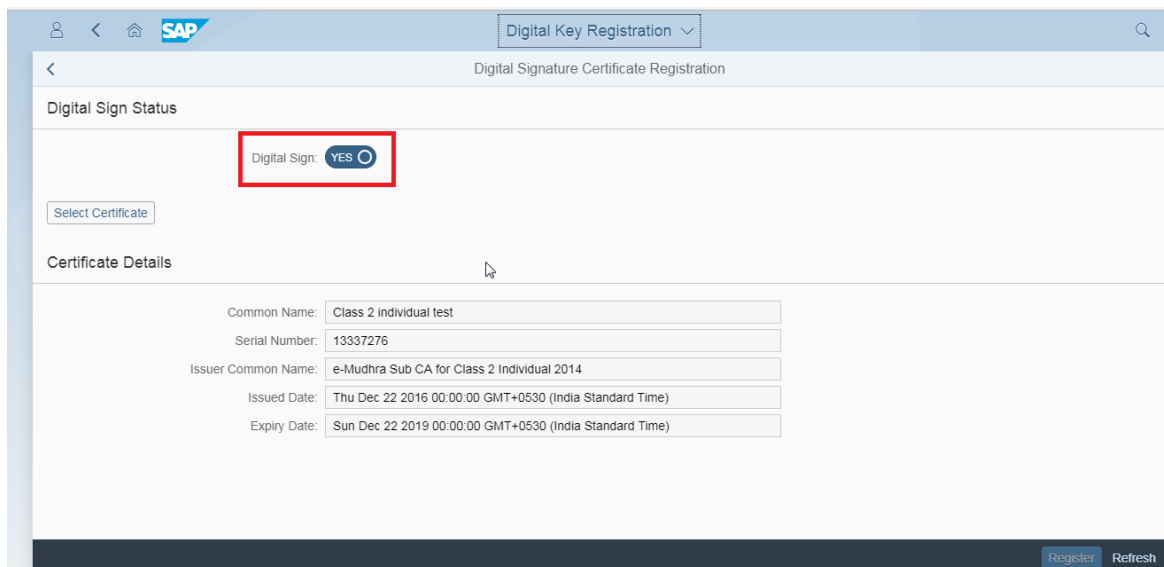 SAP Digital Key Registration
Digital Signature Certificate Registration
Digital Sign Status
Digital Sign: YES
Select Certificate
Certificate Details
Common Name: Class 2 individual test
Serial Number: 13337276
Issuer Common Name: e-Mudhra Sub CA for Class 2 Individual 2014
Issued Date: Thu Dec 22 2016 00:00:00 GMT+0530 (India Standard Time)
Expiry Date: Sun Dec 22 2019 00:00:00 GMT+0530 (India Standard Time)
Register Refresh